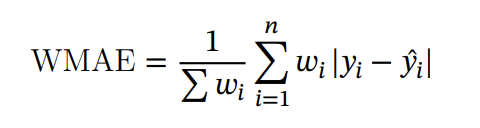 WMAE = \frac{1}{\sum w_i} \sum_{i=1}^{n} w_i |y_i - \hat{y}_i|